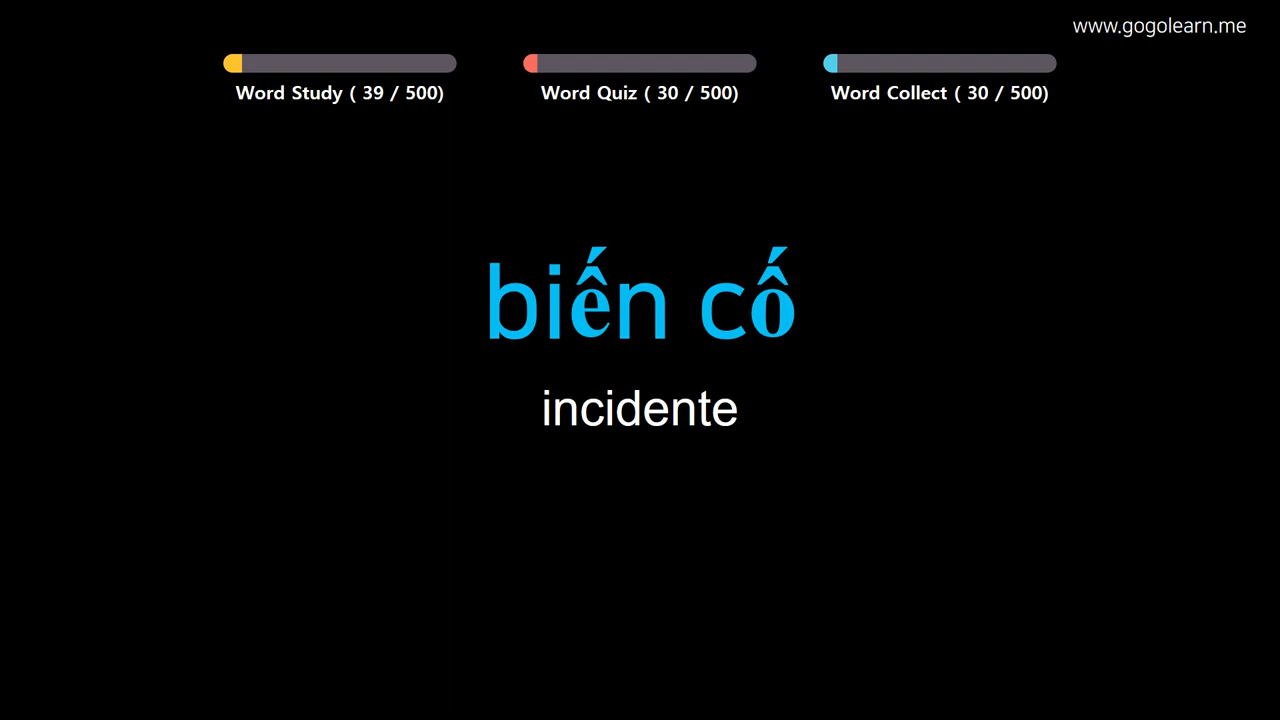 www.gogolearn.me
Word Study ( 39 / 500)
Word Quiz ( 30 / 500)
Word Collect ( 30 / 500)
biến cố
incidente